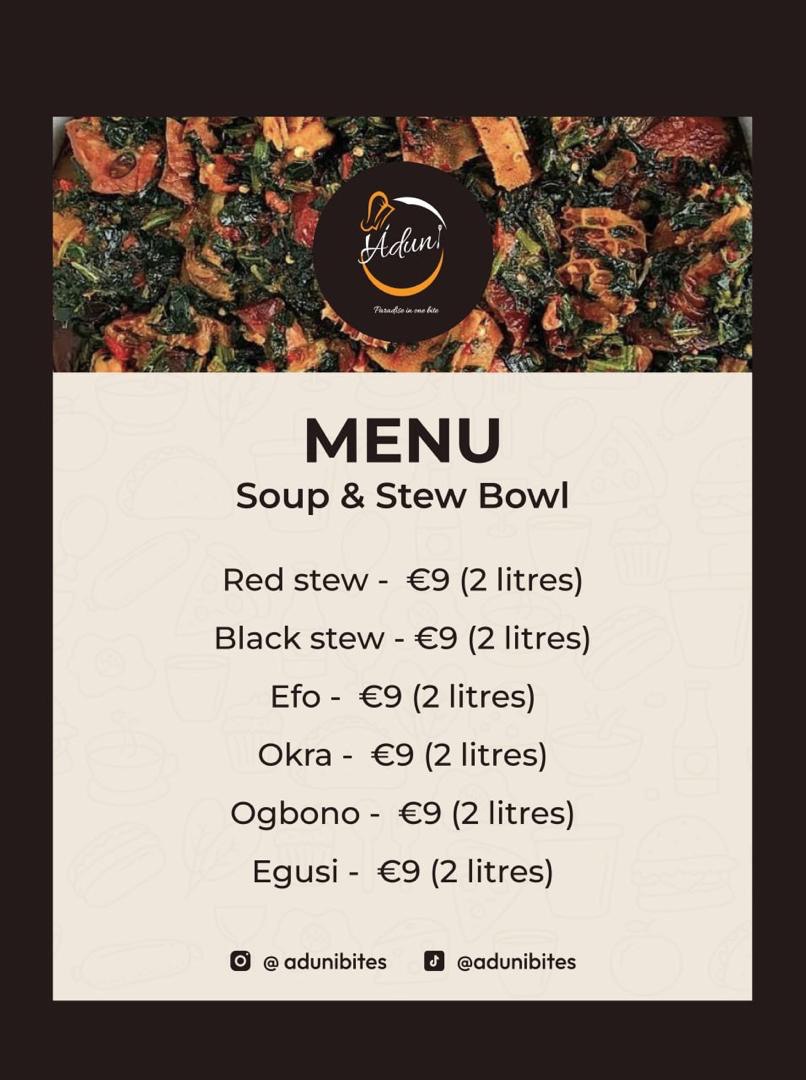 Áduni
Paradise in one bite
MENU
Soup & Stew Bowl
Red stew - €9 (2 litres)
Black stew - €9 (2 litres)
Efo - €9 (2 litres)
Okra - €9 (2 litres)
Ogbono - €9 (2 litres)
Egusi - €9 (2 litres)
@ adunibites @adunibites